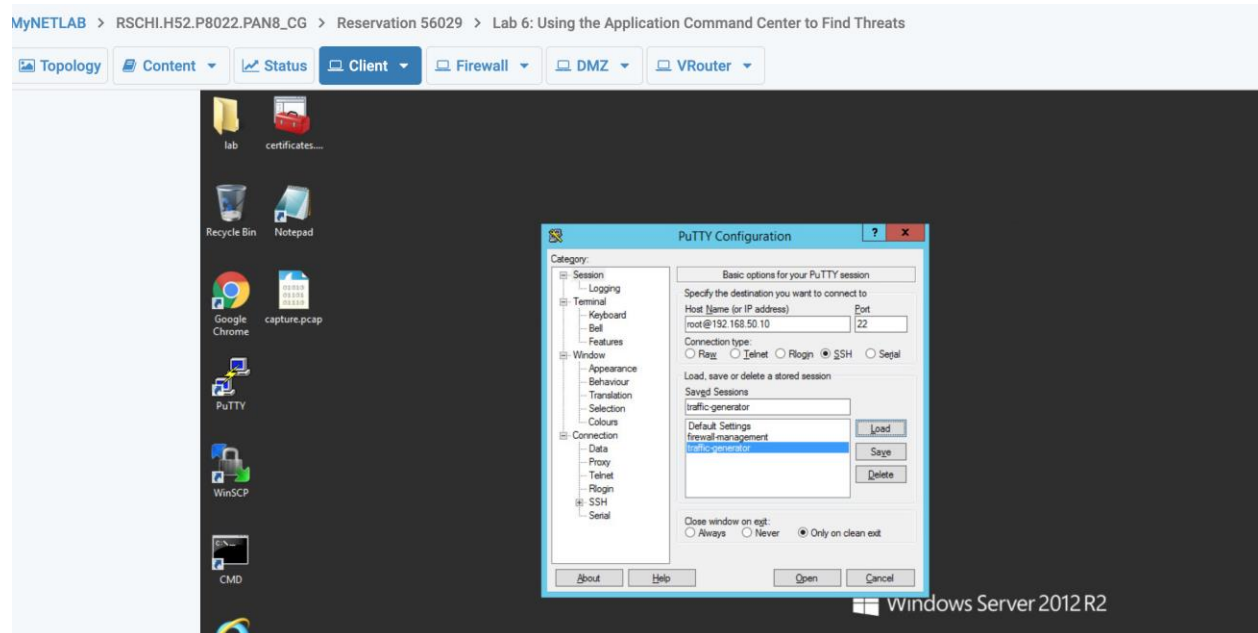 MyNETLAB > RSCHI.H52.P8022.PAN8_CG > Reservation 56029 > Lab 6: Using the Application Command Center to Find Threats
Topology Content Status Client Firewall DMZ VRouter
lab certificates....
Recycle Bin Notepad
Google Chrome capture.pcap
PuTTY
WinSCP
CMD
PuTTY Configuration ? x
Category:
Session
Logging
Terminal
Keyboard
Bell
Features
Window
Appearance
Behaviour
Translation
Selection
Colours
Connection
Data
Proxy
Telnet
Rlogin
SSH
Serial
Basic options for your PuTTY session
Specify the destination you want to connect to
Host Name (or IP address) Port
root@192.168.50.10 22
Connection type:
Raw Telnet Rlogin SSH Serial
Load, save or delete a stored session
Saved Sessions
traffic-generator
Default Settings
firewall-management
traffic-generator
Load
Save
Delete
Close window on exit:
Always Never Only on clean exit
About Help Open Cancel
Windows Server 2012 R2